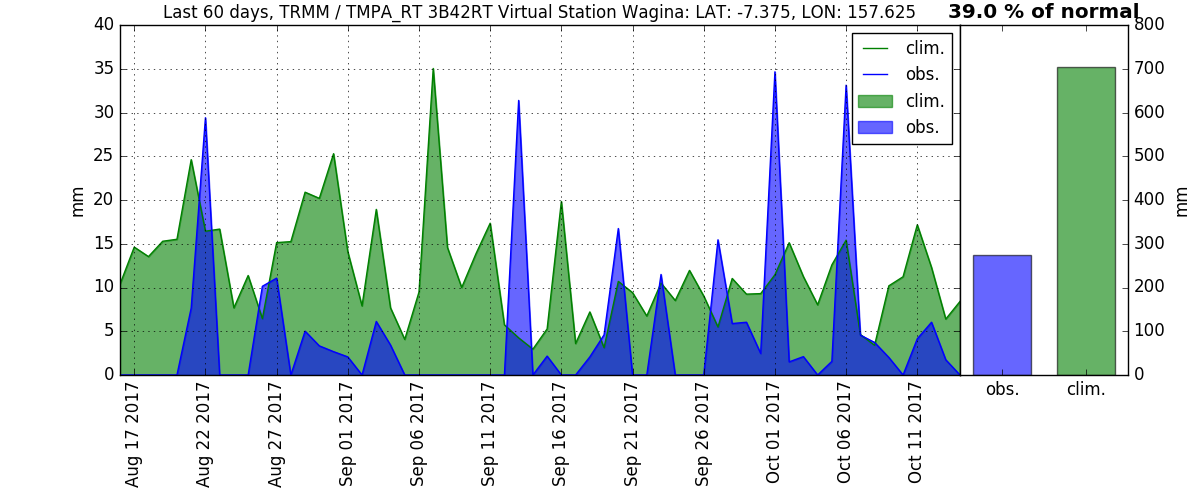 Last 60 days, TRMM / TMPA_RT 3B42RT Virtual Station Wagina: LAT: -7.375, LON: 157.625
39.0 % of normal
mm
40
35
30
25
20
15
10
5
0
clim.
obs.
clim.
obs.
800
700
600
500
400
300
200
100
0
mm
Aug 17 2017
Aug 22 2017
Aug 27 2017
Sep 01 2017
Sep 06 2017
Sep 11 2017
Sep 16 2017
Sep 21 2017
Sep 26 2017
Oct 01 2017
Oct 06 2017
Oct 11 2017
obs.
clim.